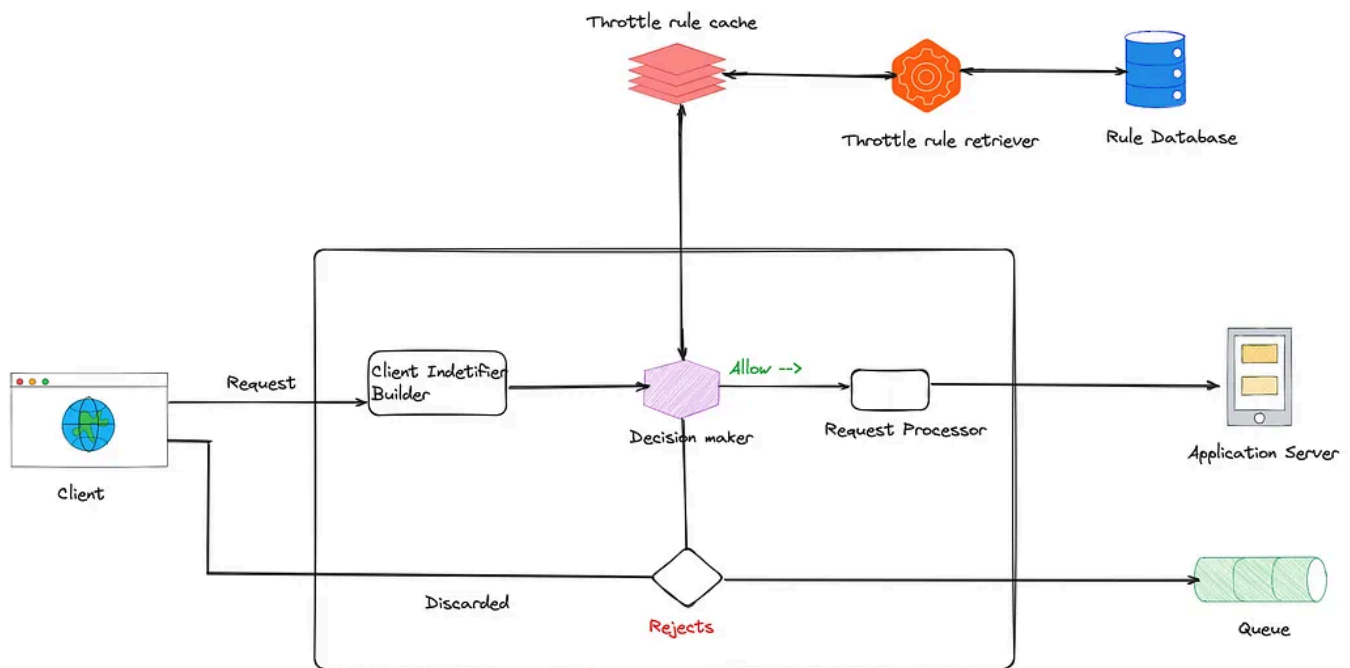 Throttle rule cache
Throttle rule retriever
Rule Database
Request
Client Indetifier
Builder
Allow -->
Decision maker
Request Processor
Application Server
Client
Discarded
Rejects
Queue